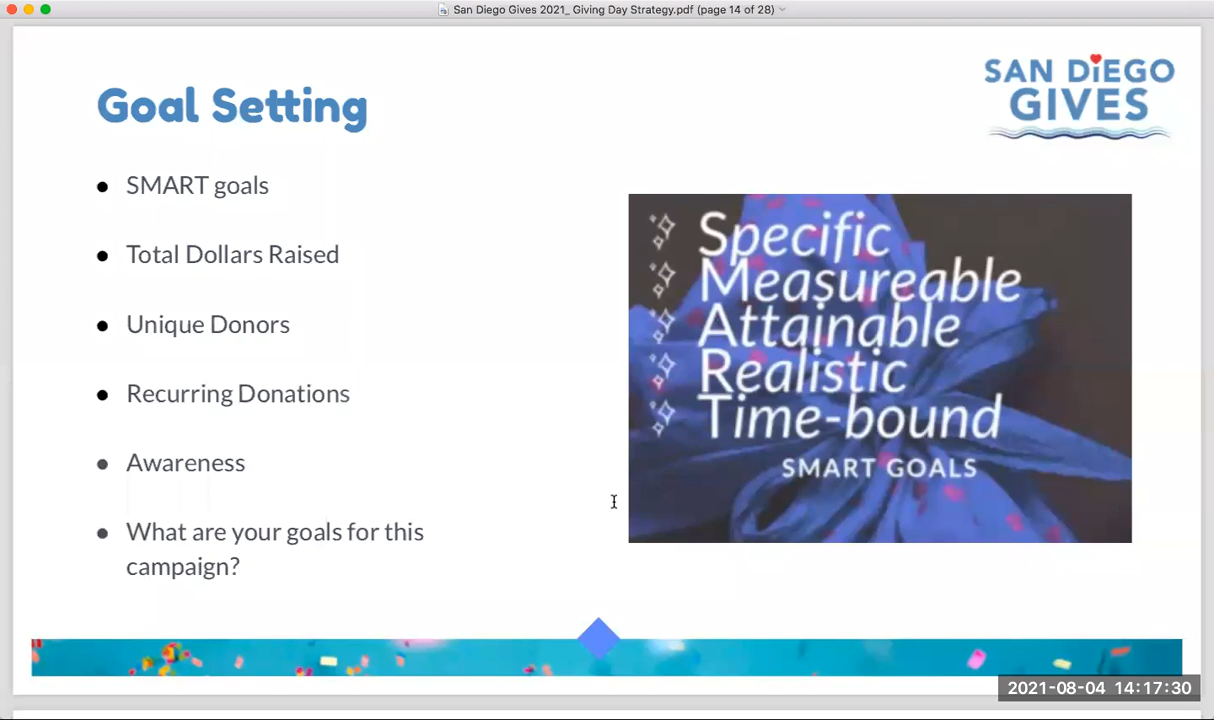 San Diego Gives 2021_ Giving Day Strategy.pdf (page 14 of 28)
SAN DiEGO
GIVES
Goal Setting
SMART goals
Total Dollars Raised
Unique Donors
Recurring Donations
Awareness
What are your goals for this
campaign?
Specific
Measureable
Attainable
Realistic
Time-bound
SMART GOALS
2021-08-04 14:17:30